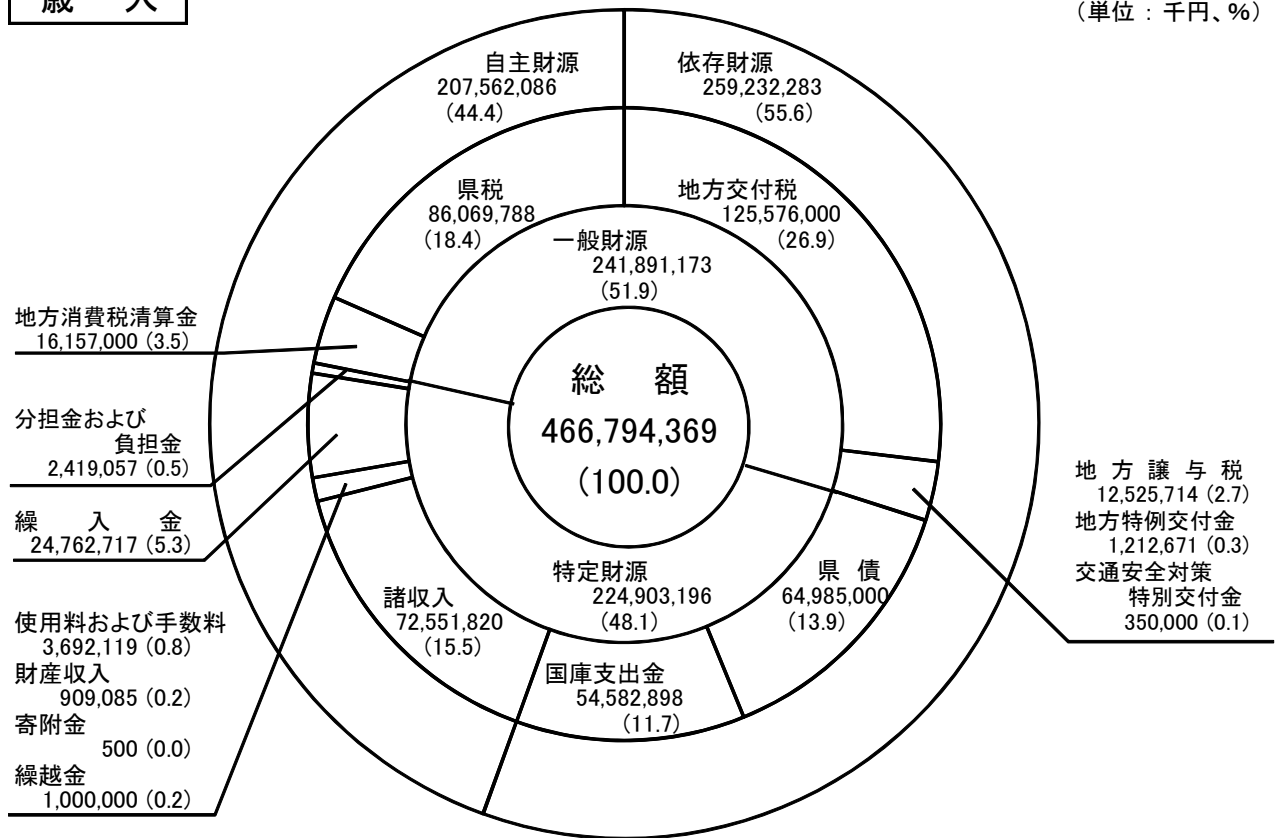 歳　入
（単位：千円、%）
自主財源
207,562,086
（44.4）
依存財源
259,232,283
（55.6）
県税
86,069,788
（18.4）
地方交付税
125,576,000
（26.9）
一般財源
241,891,173
（51.9）
総　額
466,794,369
（100.0）
特定財源
224,903,196
（48.1）
県　債
64,985,000
（13.9）
諸収入
72,551,820
（15.5）
国庫支出金
54,582,898
（11.7）
地方消費税清算金
16,157,000（3.5）
分担金および
負担金
2,419,057（0.5）
繰　入　金
24,762,717（5.3）
使用料および手数料
3,692,119（0.8）
財産収入
909,085（0.2）
寄附金
500（0.0）
繰越金
1,000,000（0.2）
地 方 譲 与 税
12,525,714（2.7）
地方特例交付金
1,212,671（0.3）
交通安全対策
特別交付金
350,000（0.1）